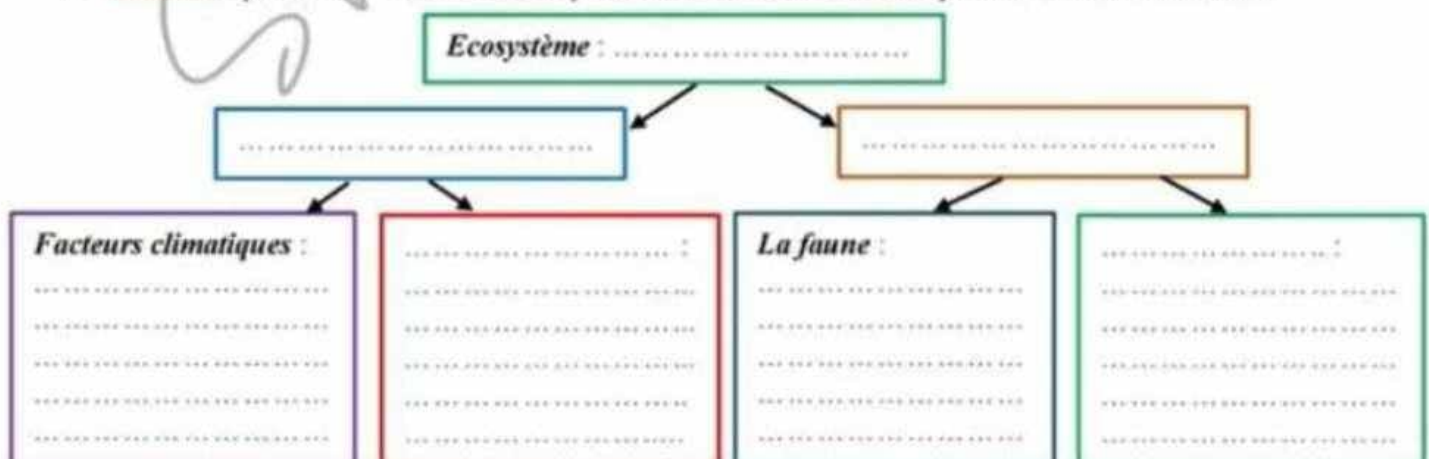 Ecosystème : ... ... ... ... ... ... ... ... ... ...
... ... ... ... ... ... ... ... ... ... ... ...
... ... ... ... ... ... ... ... ... ... ... ...
Facteurs climatiques :
... ... ... ... ... ... ... ... ... :
La faune :
... ... ... ... ... ... ... ... :